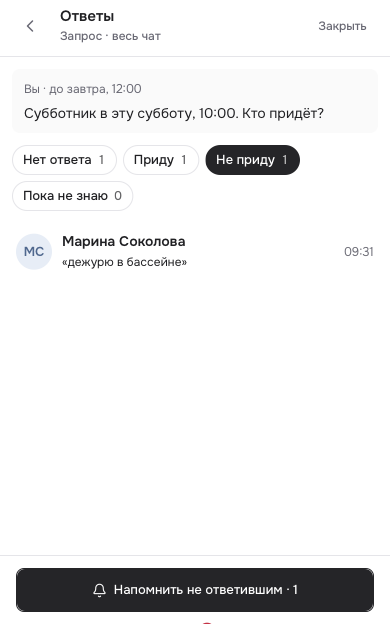 Ответы
Запрос · весь чат
Закрыть
Вы · до завтра, 12:00
Субботник в эту субботу, 10:00. Кто придёт?
Нет ответа 1
Приду 1
Не приду 1
Пока не знаю 0
МС
Марина Соколова
«дежурю в бассейне»
09:31
Напомнить не ответившим · 1